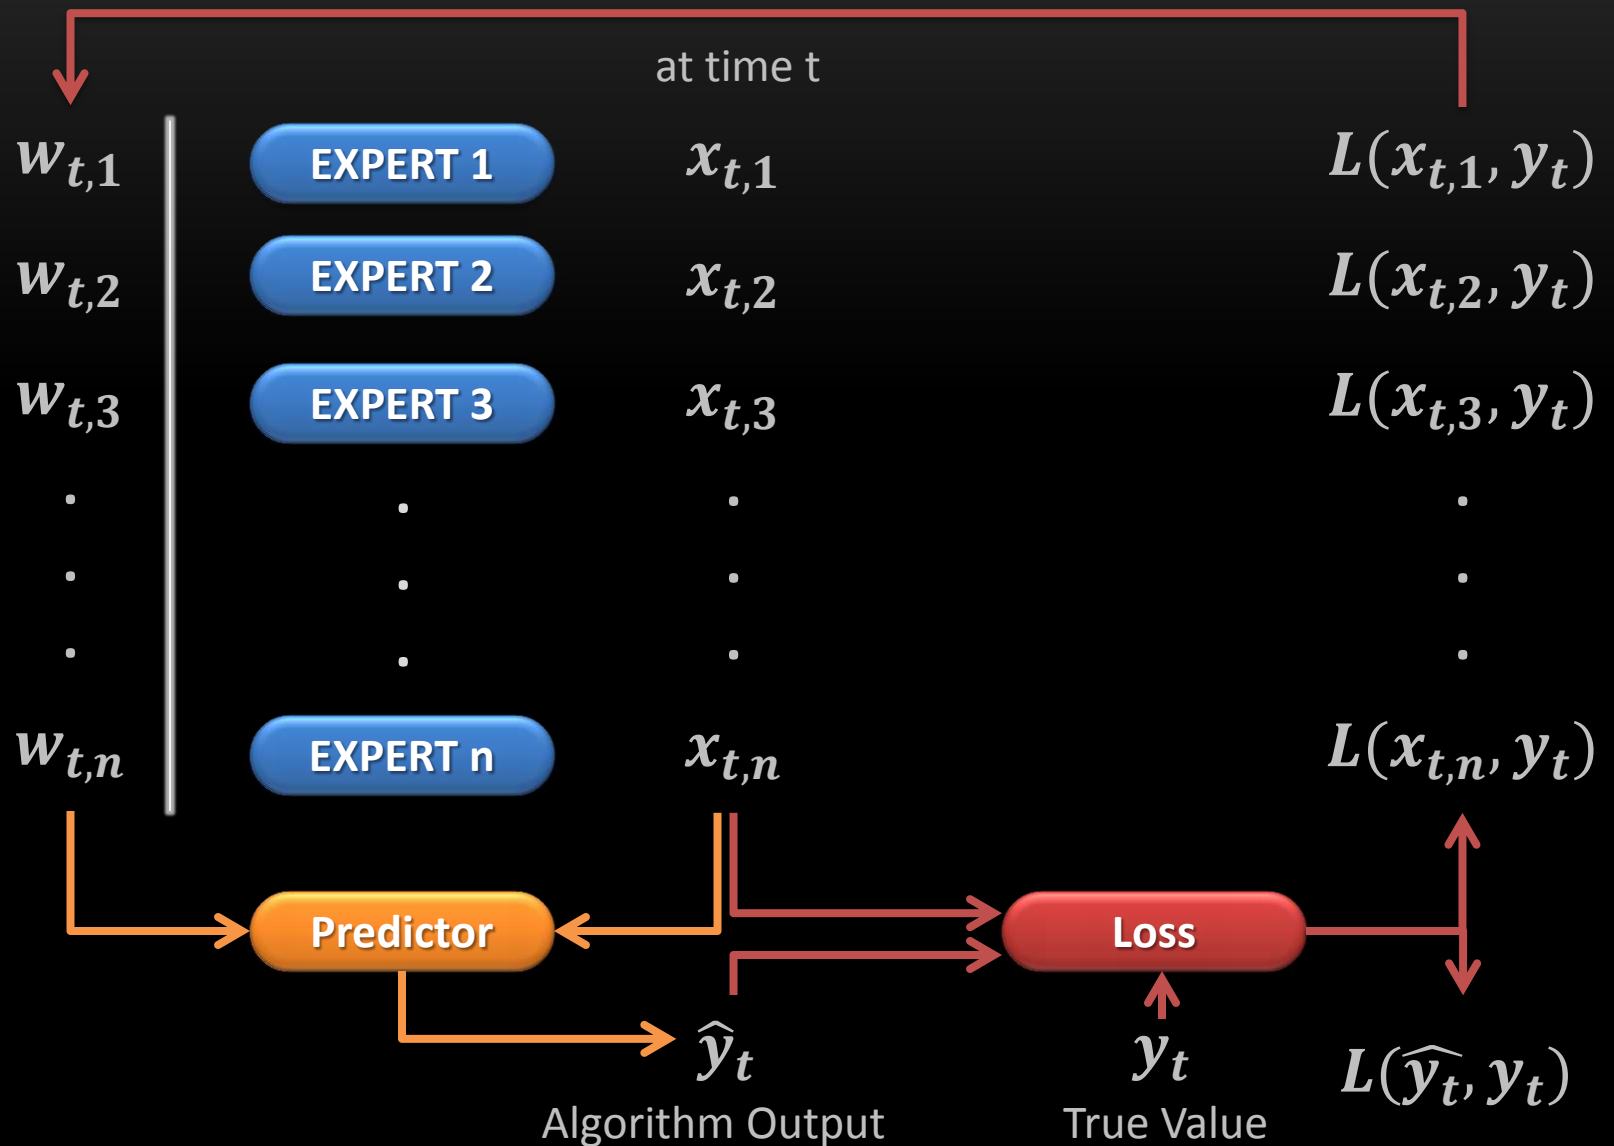 at time t
w_{t,1} EXPERT 1 x_{t,1} L(x_{t,1}, y_t)
w_{t,2} EXPERT 2 x_{t,2} L(x_{t,2}, y_t)
w_{t,3} EXPERT 3 x_{t,3} L(x_{t,3}, y_t)
. . . .
. . . .
. . . .
w_{t,n} EXPERT n x_{t,n} L(x_{t,n}, y_t)
Predictor Loss
ŷ_t y_t L(ŷ_t, y_t)
Algorithm Output True Value